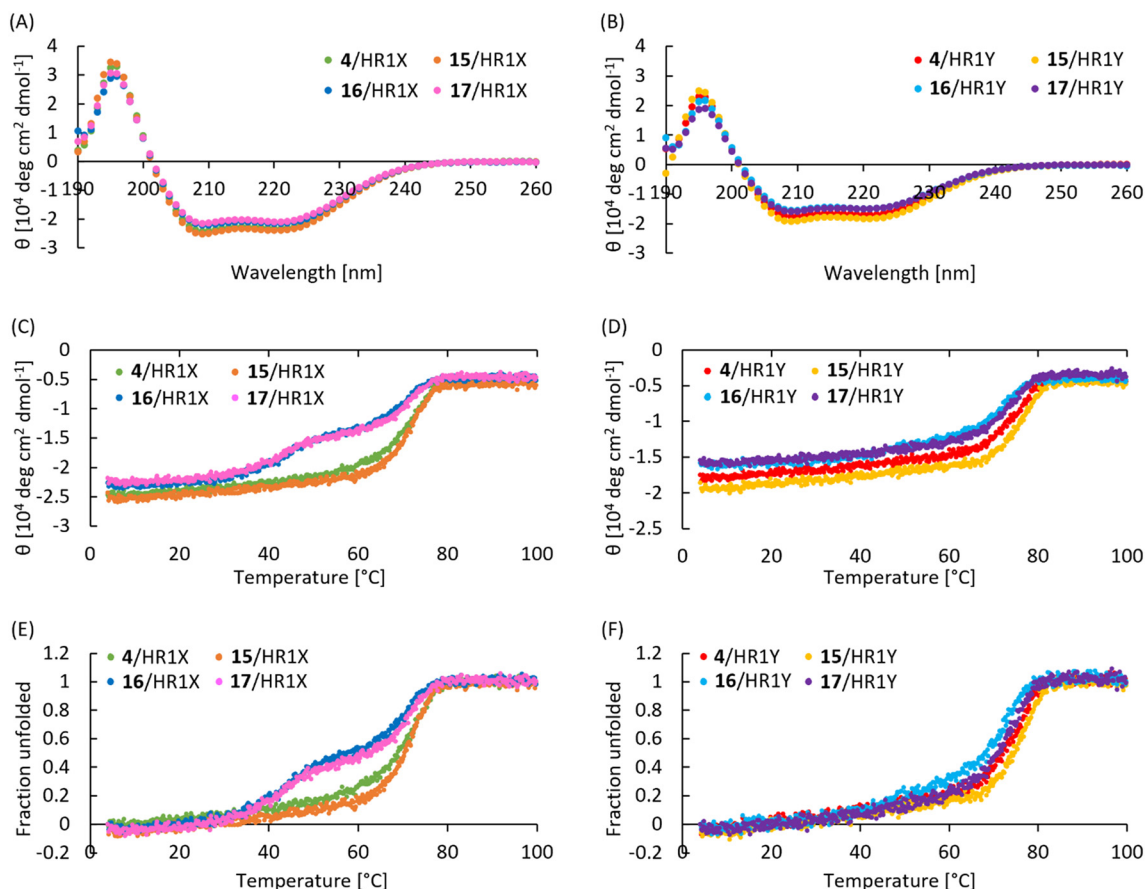 (A)
4/HR1X 15/HR1X
16/HR1X 17/HR1X
4
3
2
1
0
-1
-2
-3
190 200 210 220 230 240 250 260
θ [10⁴ deg cm² dmol⁻¹]
Wavelength [nm]
(B)
4/HR1Y 15/HR1Y
16/HR1Y 17/HR1Y
4
3
2
1
0
-1
-2
-3
190 200 210 220 230 240 250 260
θ [10⁴ deg cm² dmol⁻¹]
Wavelength [nm]
(C)
4/HR1X 15/HR1X
16/HR1X 17/HR1X
0
-0.5
-1
-1.5
-2
-2.5
-3
0 20 40 60 80 100
θ [10⁴ deg cm² dmol⁻¹]
Temperature [°C]
(D)
4/HR1Y 15/HR1Y
16/HR1Y 17/HR1Y
0
-0.5
-1
-1.5
-2
-2.5
0 20 40 60 80 100
θ [10⁴ deg cm² dmol⁻¹]
Temperature [°C]
(E)
4/HR1X 15/HR1X
16/HR1X 17/HR1X
1.2
1
0.8
0.6
0.4
0.2
0
-0.2
0 20 40 60 80 100
Fraction unfolded
Temperature [°C]
(F)
4/HR1Y 15/HR1Y
16/HR1Y 17/HR1Y
1.2
1
0.8
0.6
0.4
0.2
0
-0.2
0 20 40 60 80 100
Fraction unfolded
Temperature [°C]